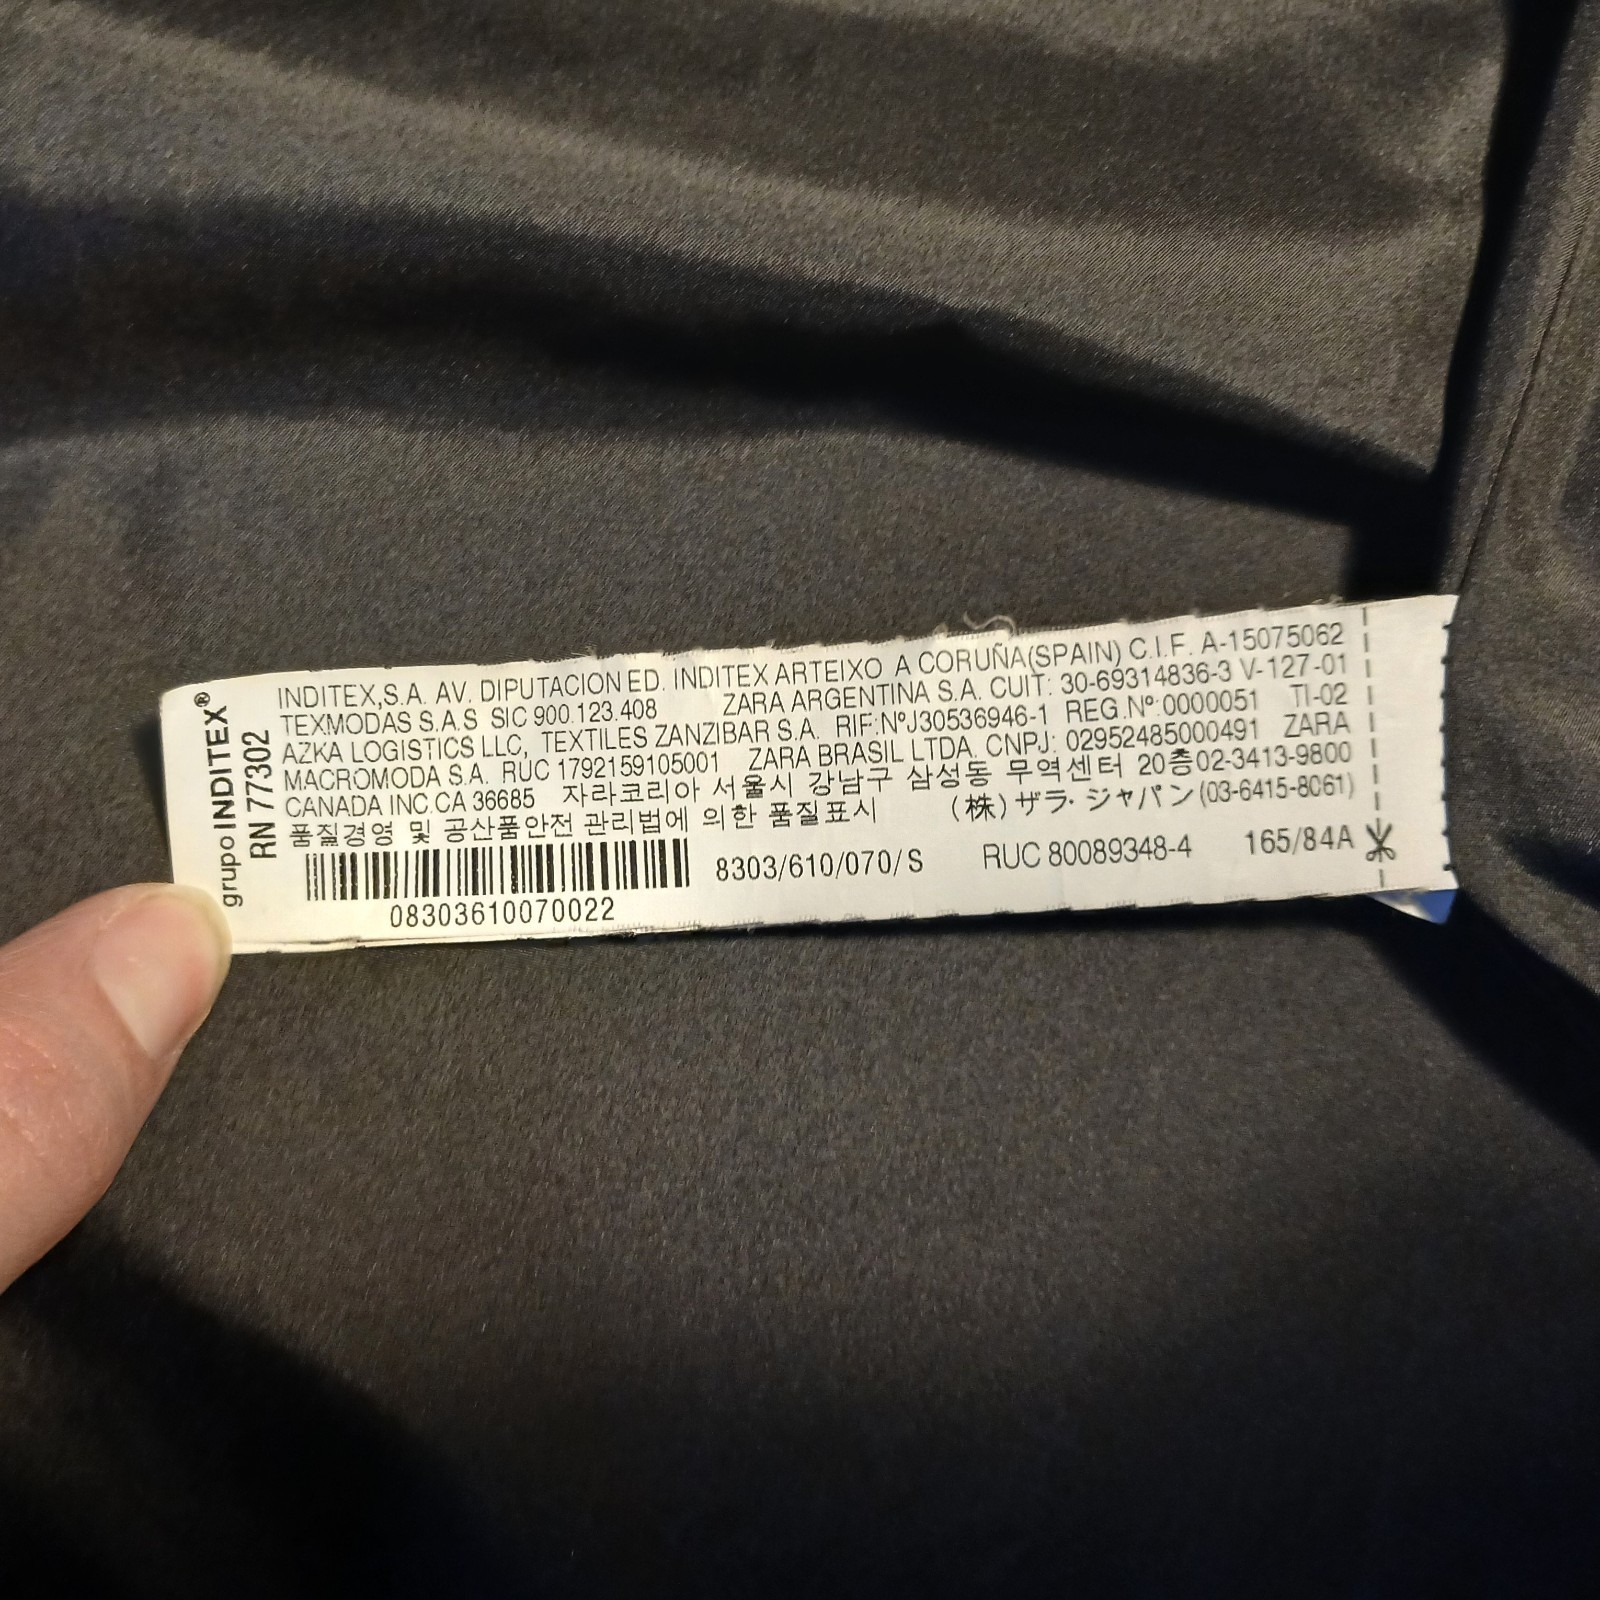 grupo INDITEX®
RN 77302
INDITEX,S.A. AV. DIPUTACION ED. INDITEX ARTEIXO A CORUÑA(SPAIN) C.I.F. A-15075062
TEXMODAS S.A.S SIC 900.123.408 ZARA ARGENTINA S.A. CUIT: 30-69314836-3 V-127-01
AZKA LOGISTICS LLC, TEXTILES ZANZIBAR S.A. RIF:NºJ30536946-1 REG.Nº:0000051 TI-02
MACROMODA S.A. RUC 1792159105001 ZARA BRASIL LTDA. CNPJ: 02952485000491 ZARA
CANADA INC.CA 36685 자라코리아 서울시 강남구 삼성동 무역센터 20층02-3413-9800
품질경영 및 공산품안전 관리법에 의한 품질표시 (株)ザラ・ジャパン(03-6415-8061)
8303/610/070/S RUC 80089348-4 165/84A
08303610070022